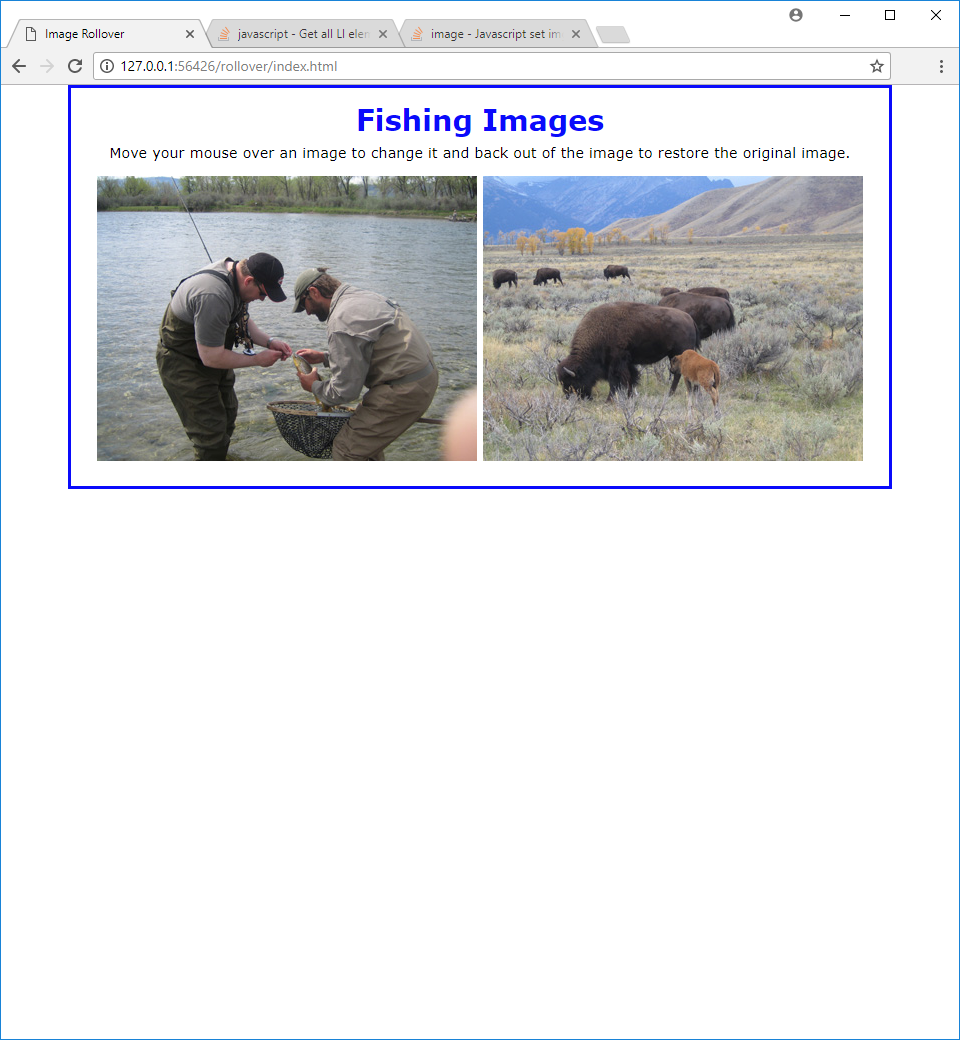 Image Rollover
javascript - Get all LI elem
image - Javascript set im
127.0.0.1:56426/rollover/index.html
Fishing Images
Move your mouse over an image to change it and back out of the image to restore the original image.